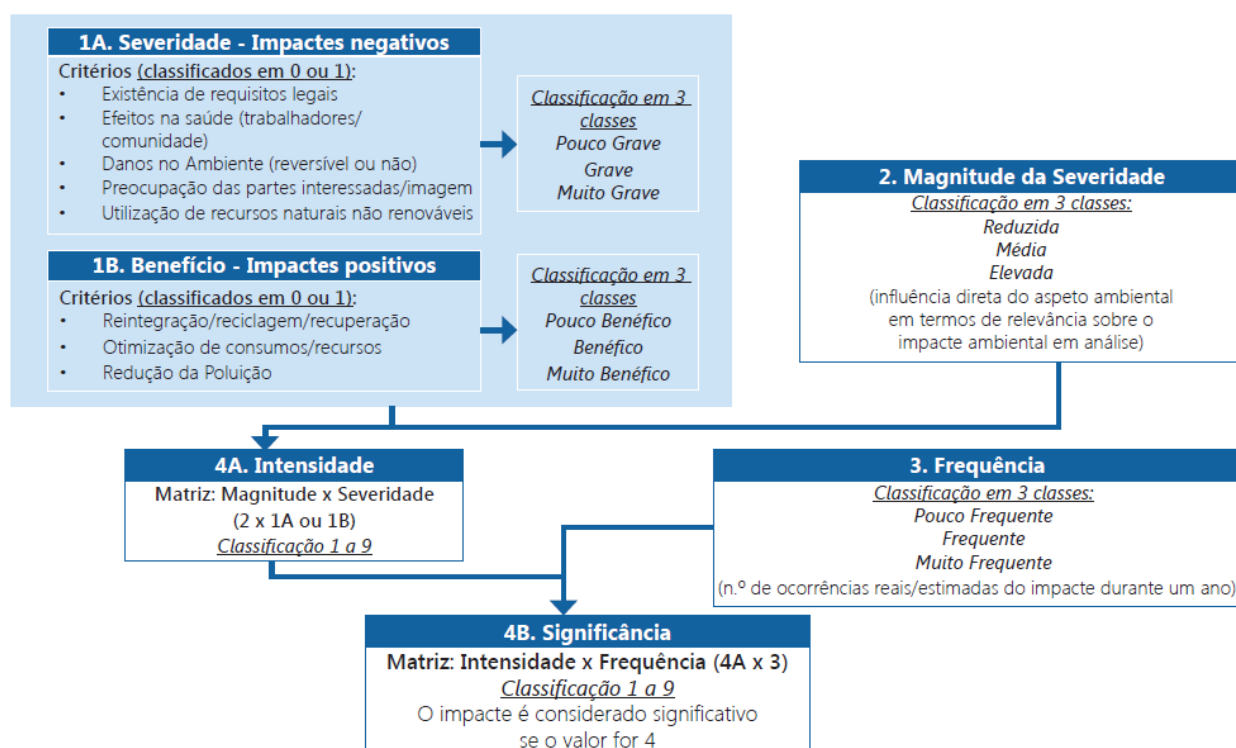 1A. Severidade - Impactes negativos
Critérios (classificados em 0 ou 1):
• Existência de requisitos legais
• Efeitos na saúde (trabalhadores/
comunidade)
• Danos no Ambiente (reversível ou não)
• Preocupação das partes interessadas/imagem
• Utilização de recursos naturais não renováveis
Classificação em 3
classes
Pouco Grave
Grave
Muito Grave
1B. Benefício - Impactes positivos
Critérios (classificados em 0 ou 1):
• Reintegração/reciclagem/recuperação
• Otimização de consumos/recursos
• Redução da Poluição
Classificação em 3
classes
Pouco Benéfico
Benéfico
Muito Benéfico
2. Magnitude da Severidade
Classificação em 3 classes:
Reduzida
Média
Elevada
(influência direta do aspeto ambiental
em termos de relevância sobre o
impacte ambiental em análise)
4A. Intensidade
Matriz: Magnitude x Severidade
(2 x 1A ou 1B)
Classificação 1 a 9
3. Frequência
Classificação em 3 classes:
Pouco Frequente
Frequente
Muito Frequente
(n.º de ocorrências reais/estimadas do impacte durante um ano)
4B. Significância
Matriz: Intensidade x Frequência (4A x 3)
Classificação 1 a 9
O impacte é considerado significativo
se o valor for 4